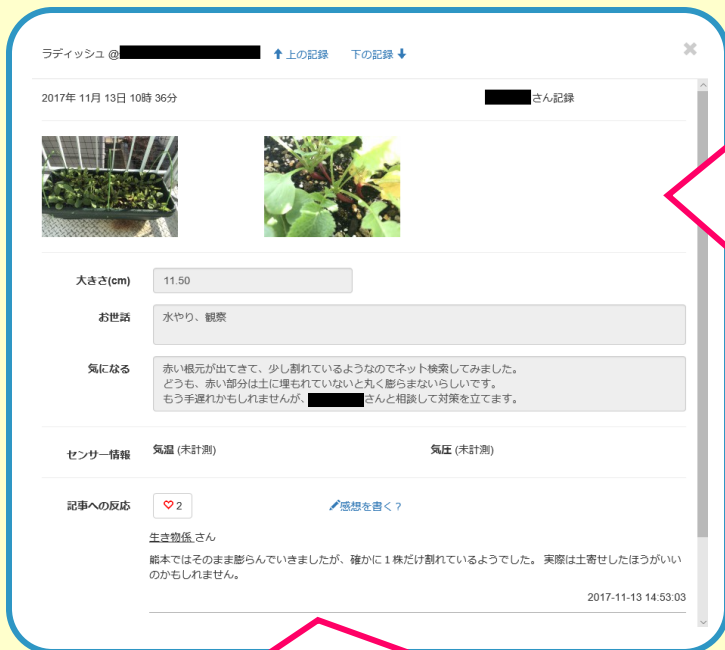 ラディッシュ @ 上の記録 下の記録
2017年 11月 13日 10時 36分 さん記録
大きさ(cm) 11.50
お世話 水やり、観察
気になる 赤い根元が出てきて、少し割れているようなのでネット検索してみました。
どうも、赤い部分は土に埋もれていないと丸く膨らまないらしいです。
もう手遅れかもしれませんが、 さんと相談して対策を立てます。
センサー情報 気温 (未計測) 気圧 (未計測)
記事への反応 2 感想を書く？
生き物係 さん
熊本ではそのまま膨らんでいきましたが、確かに１株だけ割れているようでした。 実際は土寄せしたほうがいい
のかもしれません。
2017-11-13 14:53:03